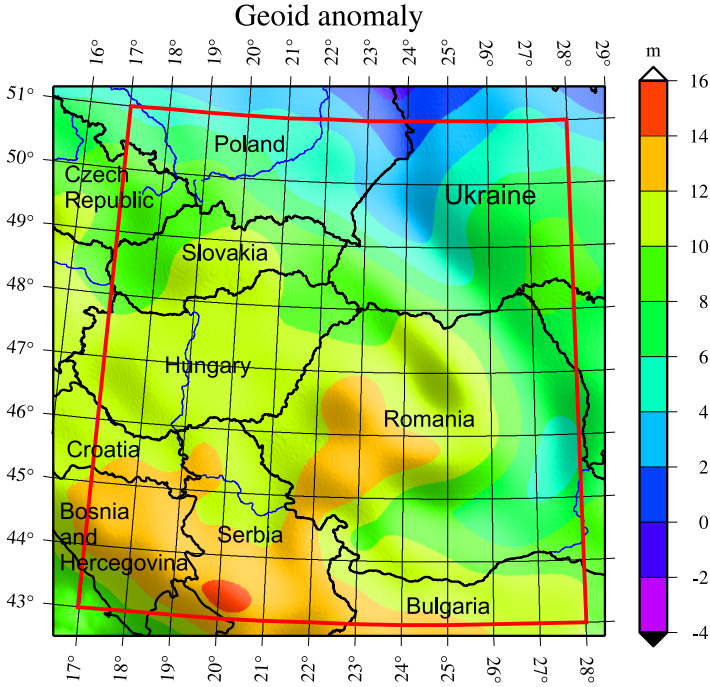 Geoid anomaly
16° 17° 18° 19° 20° 21° 22° 23° 24° 25° 26° 27° 28° 29°
m
51°
50°
49°
48°
47°
46°
45°
44°
43°
Poland
Czech
Republic
Ukraine
Slovakia
Hungary
Romania
Croatia
Bosnia
and
Hercegovina
Serbia
Bulgaria
17° 18° 19° 20° 21° 22° 23° 24° 25° 26° 27° 28°
16
14
12
10
8
6
4
2
0
-2
-4